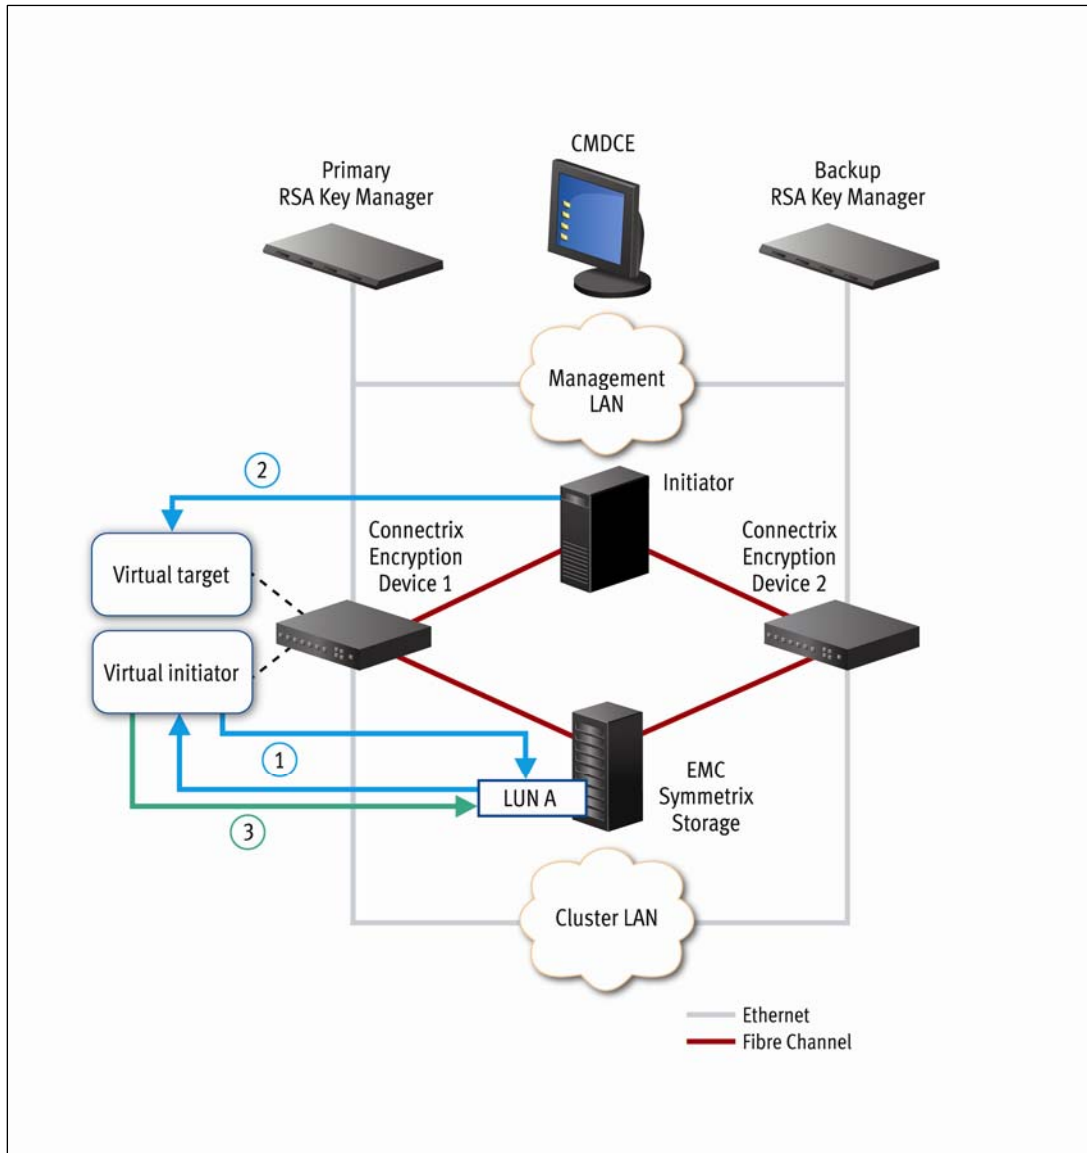 CMDCE
Primary
RSA Key Manager
Backup
RSA Key Manager
Management
LAN
2
Initiator
Connectrix
Encryption
Device 1
Connectrix
Encryption
Device 2
Virtual target
Virtual initiator
1
LUN A
EMC
Symmetrix
Storage
3
Cluster LAN
Ethernet
Fibre Channel